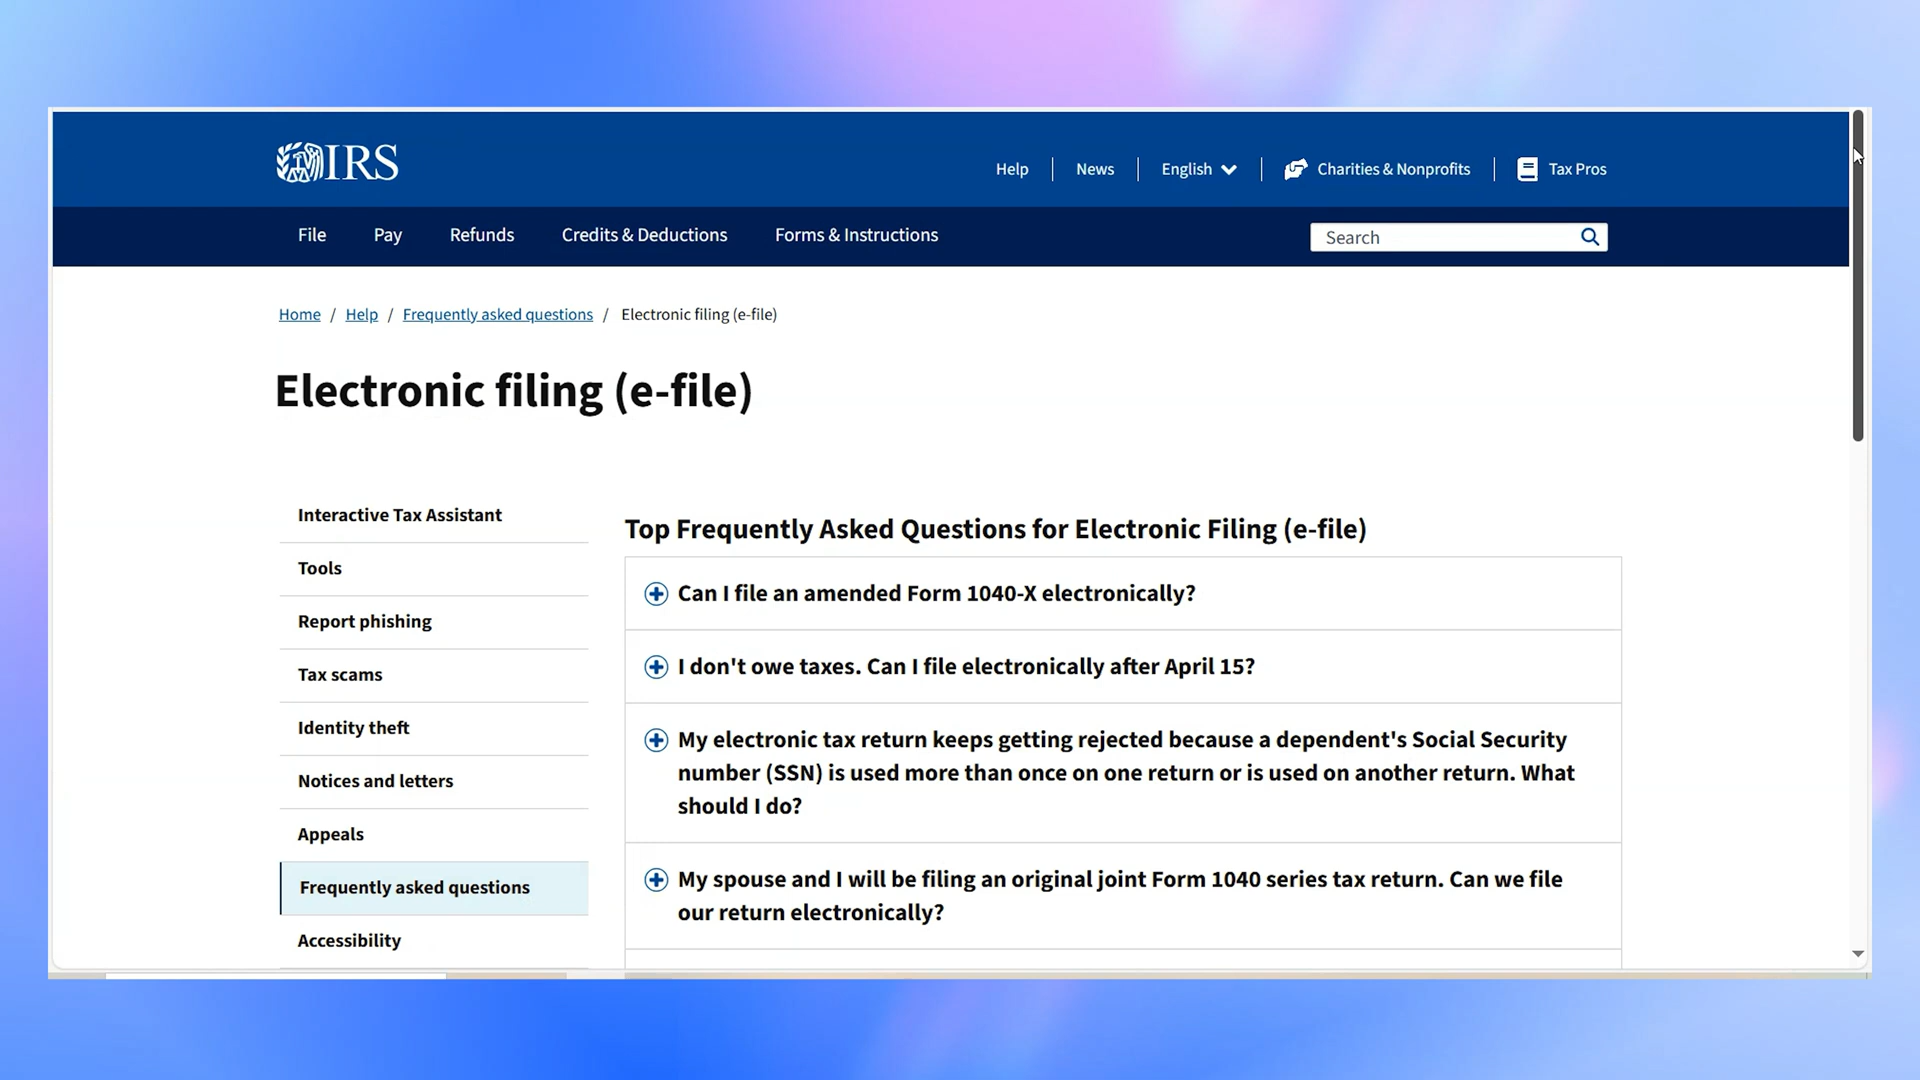 IRS
Help
News
English
Charities & Nonprofits
Tax Pros
File
Pay
Refunds
Credits & Deductions
Forms & Instructions
Search
Home / Help / Frequently asked questions / Electronic filing (e-file)
Electronic filing (e-file)
Interactive Tax Assistant
Tools
Report phishing
Tax scams
Identity theft
Notices and letters
Appeals
Frequently asked questions
Accessibility
Top Frequently Asked Questions for Electronic Filing (e-file)
Can I file an amended Form 1040-X electronically?
I don't owe taxes. Can I file electronically after April 15?
My electronic tax return keeps getting rejected because a dependent's Social Security
number (SSN) is used more than once on one return or is used on another return. What
should I do?
My spouse and I will be filing an original joint Form 1040 series tax return. Can we file
our return electronically?